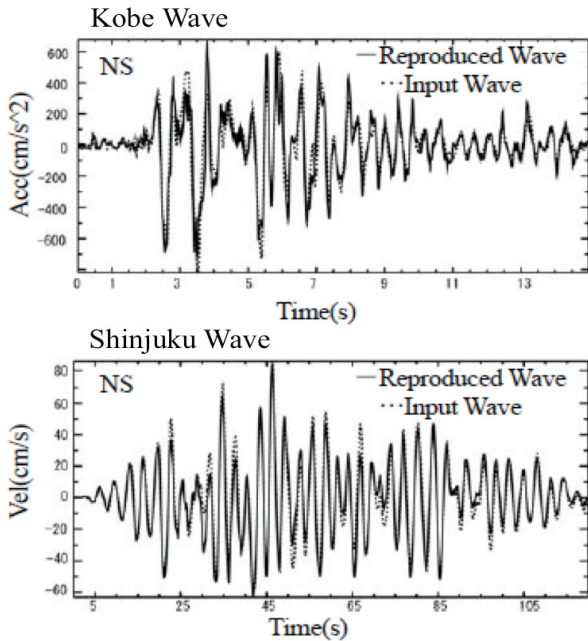 Kobe Wave
NS
Reproduced Wave
Input Wave
Acc(cm/s^2)
600
400
200
0
-200
-400
-600
0 1 3 5 7 9 11 13
Time(s)
Shinjuku Wave
NS
Reproduced Wave
Input Wave
Vel(cm/s)
80
60
40
20
0
-20
-40
-60
5 25 45 65 85 105
Time(s)